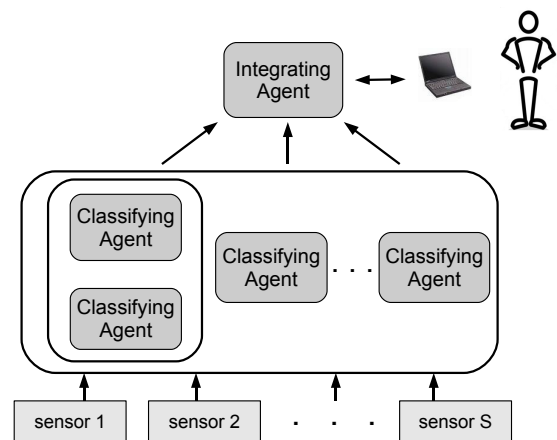 Integrating
Agent
Classifying
Agent
Classifying
Agent
. . .
Classifying
Agent
Classifying
Agent
sensor 1
sensor 2
. . .
sensor S